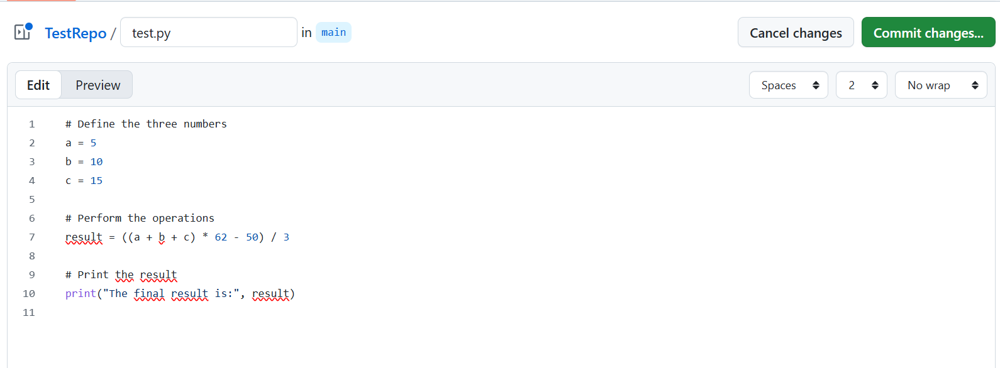 TestRepo / test.py in main
Cancel changes Commit changes...
Edit Preview
Spaces 2 No wrap
1 # Define the three numbers
2 a = 5
3 b = 10
4 c = 15
5
6 # Perform the operations
7 result = ((a + b + c) * 62 - 50) / 3
8
9 # Print the result
10 print("The final result is:", result)
11